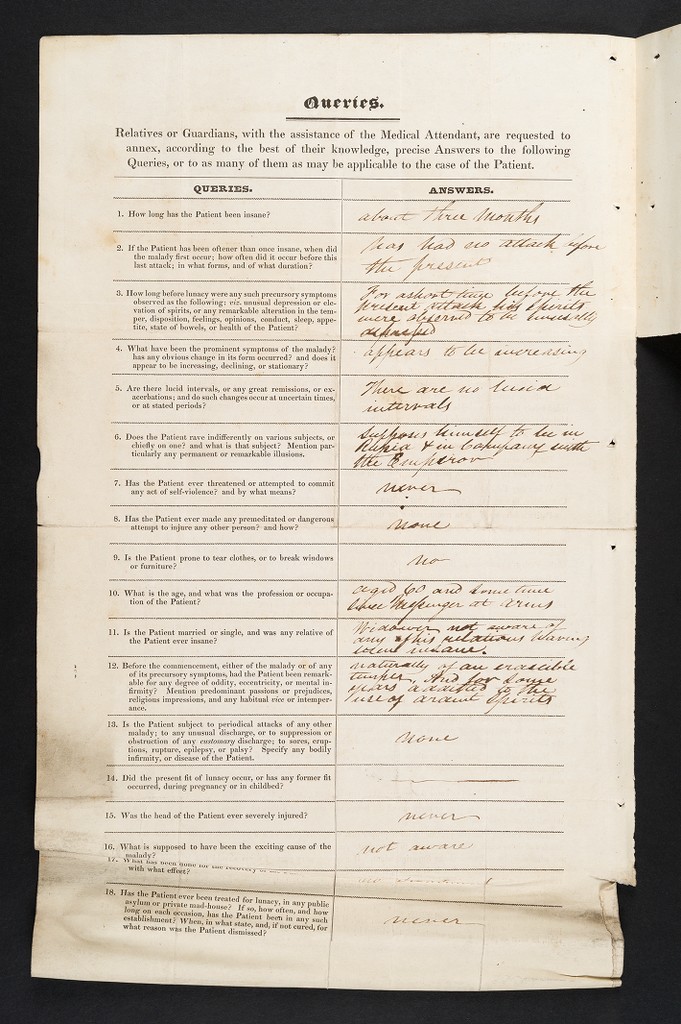 Queries.
Relatives or Guardians, with the assistance of the Medical Attendant, are requested to
annex, according to the best of their knowledge, precise Answers to the following
Queries, or to as many of them as may be applicable to the case of the Patient.
QUERIES.
ANSWERS.
1. How long has the Patient been insane?
about three Months
2. If the Patient has been oftener than once insane, when did
the malady first occur; how often did it occur before this
last attack; in what forms, and of what duration?
has had no attack before
the present
3. How long before lunacy were any such precursory symptoms
observed as the following: viz. unusual depression or ele-
vation of spirits, or any remarkable alteration in the tem-
per, disposition, feelings, opinions, conduct, sleep, appe-
tite, state of bowels, or health of the Patient?
For a short time before the
present attack his spirits
were observed to be unusually
depressed
4. What have been the prominent symptoms of the malady?
has any obvious change in its form occurred? and does it
appear to be increasing, declining, or stationary?
appears to be increasing
5. Are there lucid intervals, or any great remissions, or ex-
acerbations; and do such changes occur at uncertain times,
or at stated periods?
There are no lucid
intervals
6. Does the Patient rave indifferently on various subjects, or
chiefly on one? and what is that subject? Mention par-
ticularly any permanent or remarkable illusions.
Supposes himself to be in
Russia & in Company with
the Emperor
7. Has the Patient ever threatened or attempted to commit
any act of self-violence? and by what means?
never
8. Has the Patient ever made any premeditated or dangerous
attempt to injure any other person? and how?
none
9. Is the Patient prone to tear clothes, or to break windows
or furniture?
no
10. What is the age, and what was the profession or occupa-
tion of the Patient?
aged 60 and some time
since Messenger at Arms
11. Is the Patient married or single, and was any relative of
the Patient ever insane?
Widower not aware of
any of his relations having
been insane.
12. Before the commencement, either of the malady or of any
of its precursory symptoms, had the Patient been remark-
able for any degree of oddity, eccentricity, or mental in-
firmity? Mention predominant passions or prejudices,
religious impressions, and any habitual vice or intemper-
ance.
naturally of an erascible
temper. And for some
years addicted to the
use of ardent Spirits
13. Is the Patient subject to periodical attacks of any other
malady; to any unusual discharge, or to suppression or
obstruction of any customary discharge; to sores, erup-
tions, rupture, epilepsy, or palsy? Specify any bodily
infirmity, or disease of the Patient.
none
14. Did the present fit of lunacy occur, or has any former fit
occurred, during pregnancy or in childbed?
15. Was the head of the Patient ever severely injured?
never
16. What is supposed to have been the exciting cause of the
malady?
not aware
17. What has been done for the recovery
with what effect?
18. Has the Patient ever been treated for lunacy, in any public
asylum or private mad-house? If so, how often, and how
long on each occasion, has the Patient been in any such
establishment? When, in what state, and, if not cured, for
what reason was the Patient dismissed?
never